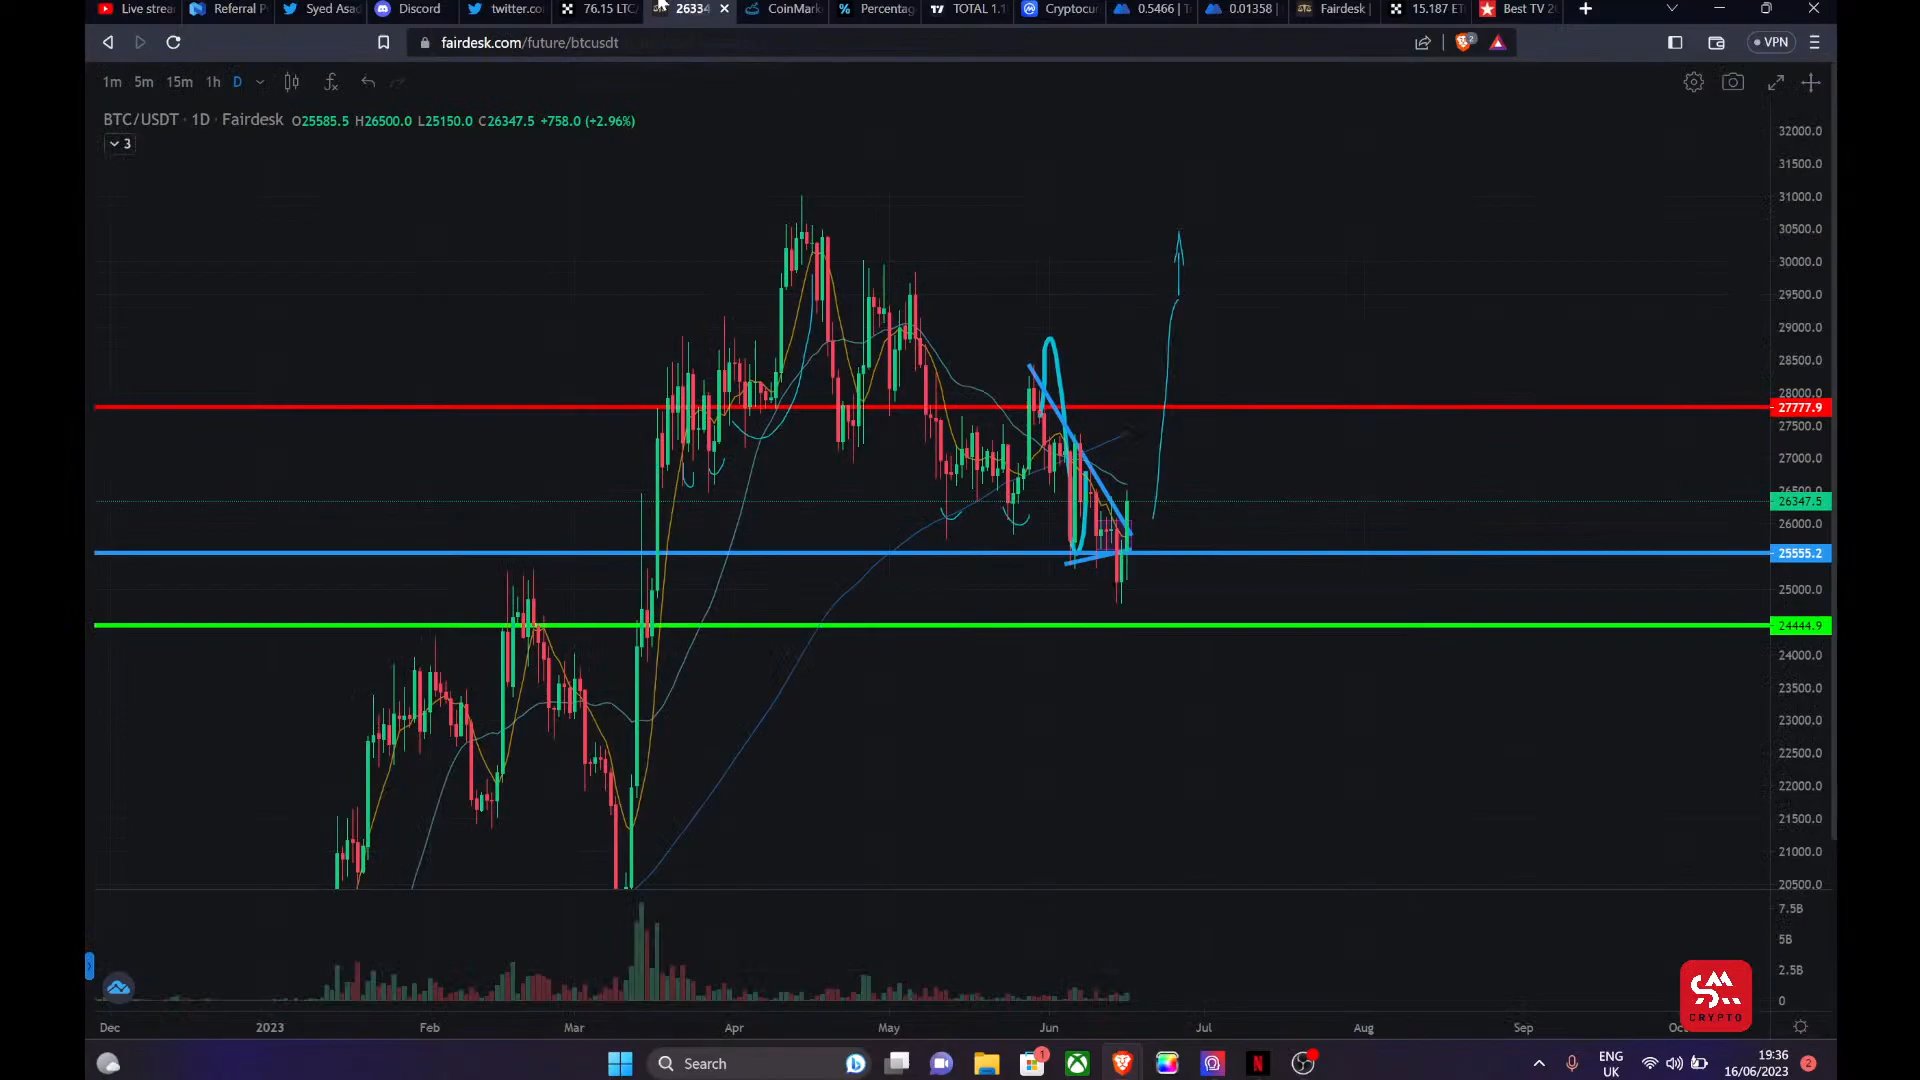 Live strea
Referral P
Syed Asa
Discord
twitter.co
76.15 LTC/
26334
CoinMark
Percentag
TOTAL 1.1
Cryptocur
0.5466 | T
0.01358 |
Fairdesk |
15.187 ET
Best TV 2
fairdesk.com/future/btcusdt
2
VPN
1m 5m 15m 1h D
BTC/USDT · 1D · Fairdesk O25585.5 H26500.0 L25150.0 C26347.5 +758.0 (+2.96%)
3
32000.0
31500.0
31000.0
30500.0
30000.0
29500.0
29000.0
28500.0
28000.0
27777.9
27500.0
27000.0
26500.0
26347.5
26000.0
25555.2
25000.0
24444.9
24000.0
23500.0
23000.0
22500.0
22000.0
21500.0
21000.0
20500.0
7.5B
5B
2.5B
0
SM
CRYPTO
Dec 2023 Feb Mar Apr May Jun Jul Aug Sep
Search
1
ENG
UK
19:36
16/06/2023
2